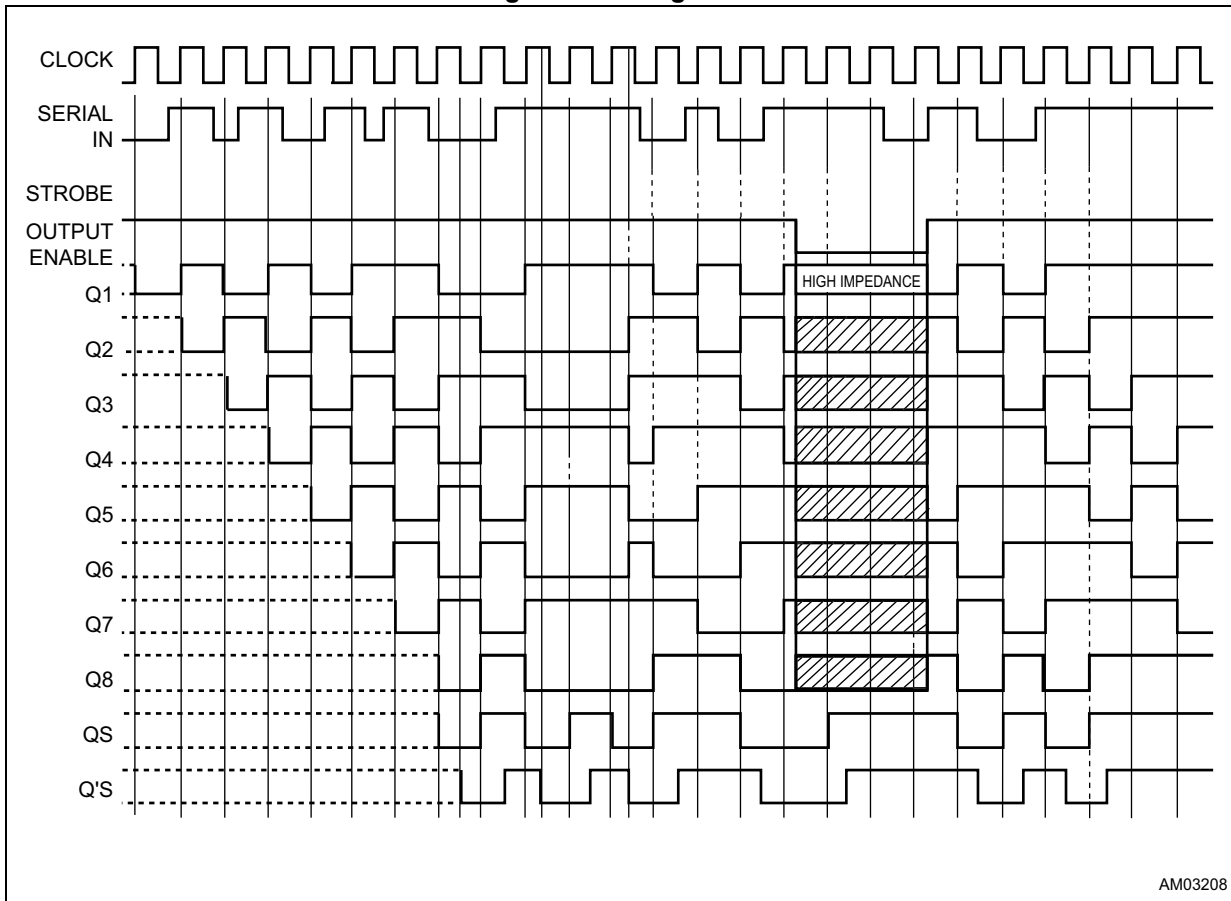 CLOCK
SERIAL
IN
STROBE
OUTPUT
ENABLE
Q1
HIGH IMPEDANCE
Q2
Q3
Q4
Q5
Q6
Q7
Q8
QS
Q'S
AM03208